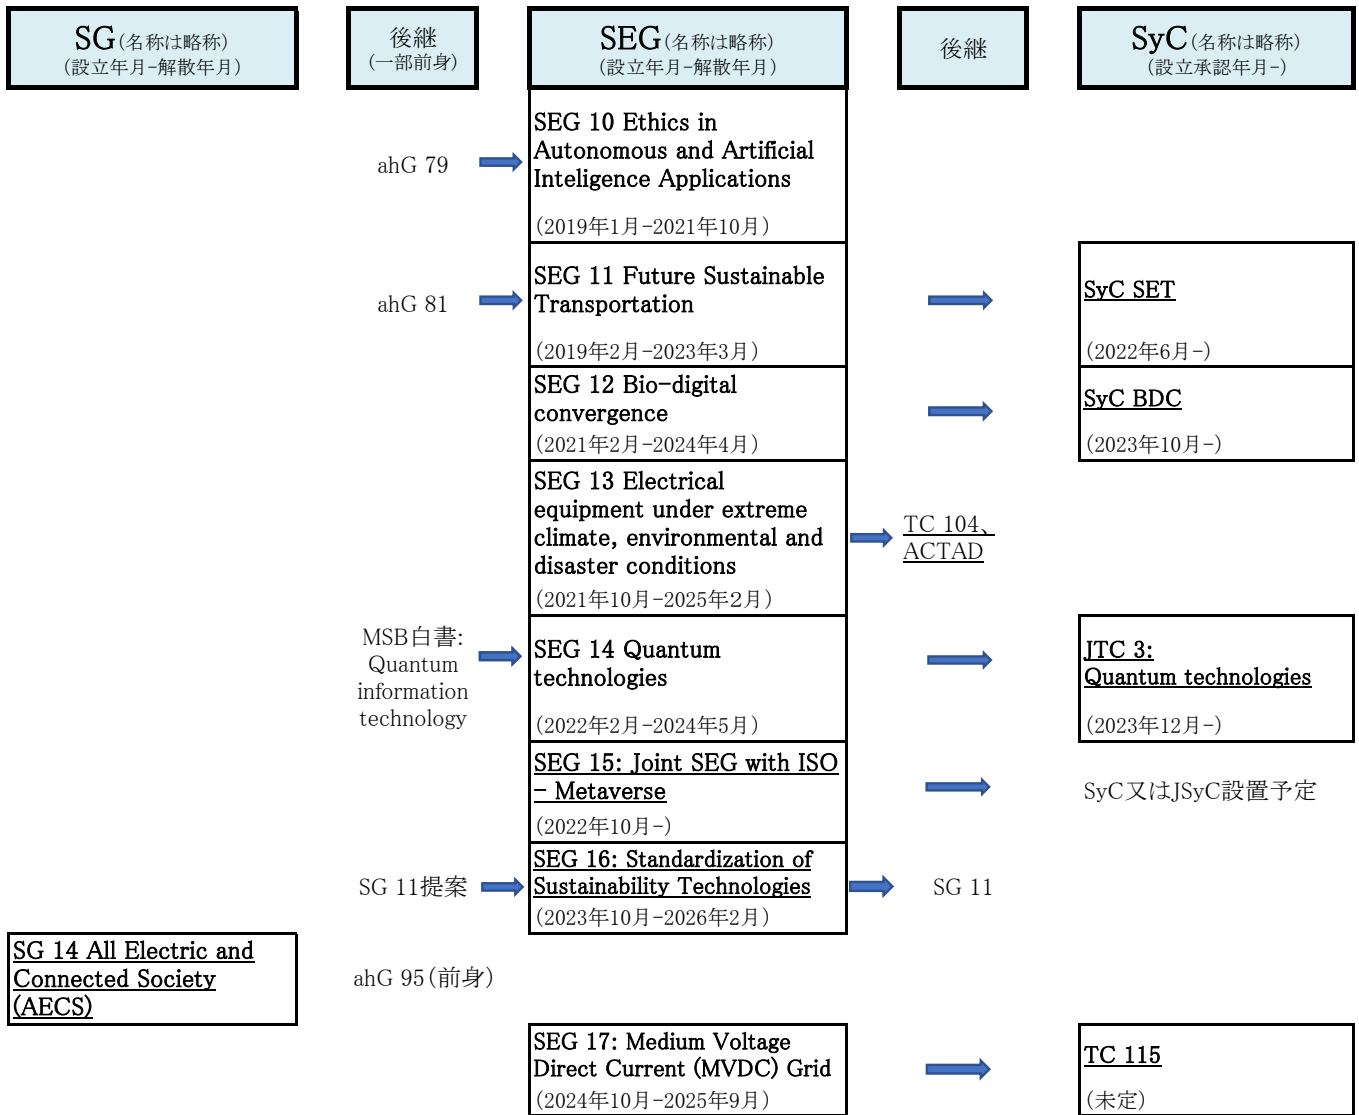 SG(名称は略称)
(設立年月-解散年月)
後継
(一部前身)
SEG(名称は略称)
(設立年月-解散年月)
後継
SyC(名称は略称)
(設立承認年月-)
ahG 79
SEG 10 Ethics in
Autonomous and Artificial
Inteligence Applications
(2019年1月-2021年10月)
ahG 81
SEG 11 Future Sustainable
Transportation
(2019年2月-2023年3月)
SyC SET
(2022年6月-)
SEG 12 Bio-digital
convergence
(2021年2月-2024年4月)
SyC BDC
(2023年10月-)
SEG 13 Electrical
equipment under extreme
climate, environmental and
disaster conditions
(2021年10月-2025年2月)
TC 104、
ACTAD
MSB白書:
Quantum
information
technology
SEG 14 Quantum
technologies
(2022年2月-2024年5月)
JTC 3:
Quantum technologies
(2023年12月-)
SEG 15: Joint SEG with ISO
- Metaverse
(2022年10月-)
SyC又はJSyC設置予定
SG 11提案
SEG 16: Standardization of
Sustainability Technologies
(2023年10月-2026年2月)
SG 11
SG 14 All Electric and
Connected Society
(AECS)
ahG 95(前身)
SEG 17: Medium Voltage
Direct Current (MVDC) Grid
(2024年10月-2025年9月)
TC 115
(未定)